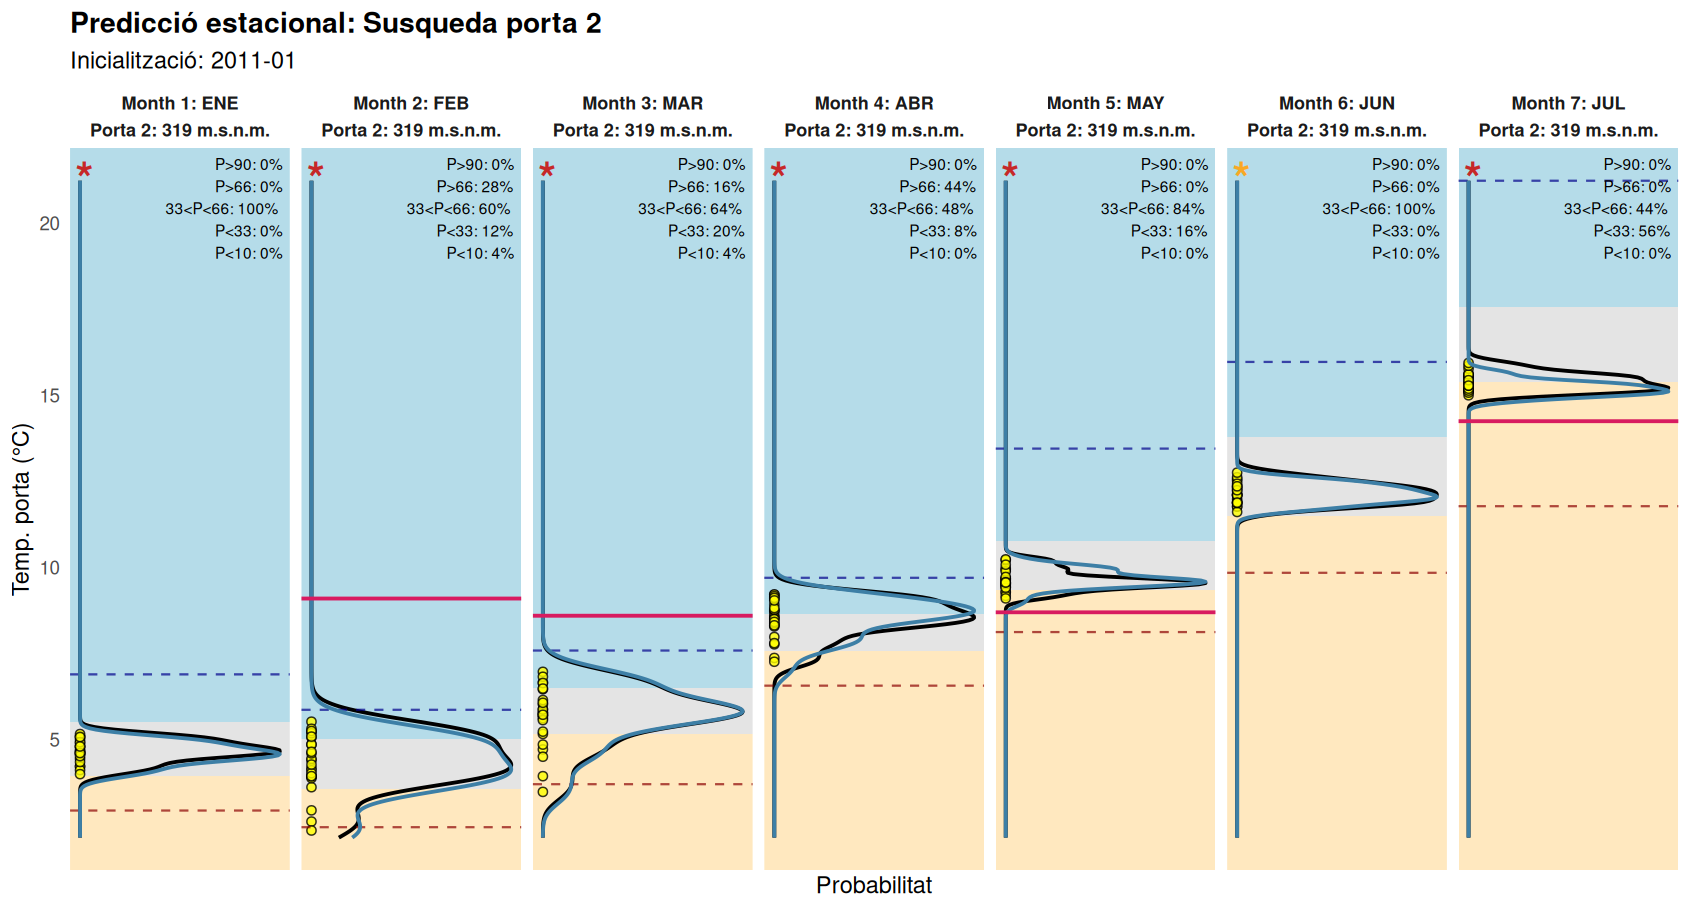 Predicció estacional: Susqueda porta 2
Inicialització: 2011-01
Month 1: ENE
Porta 2: 319 m.s.n.m.
Month 2: FEB
Porta 2: 319 m.s.n.m.
Month 3: MAR
Porta 2: 319 m.s.n.m.
Month 4: ABR
Porta 2: 319 m.s.n.m.
Month 5: MAY
Porta 2: 319 m.s.n.m.
Month 6: JUN
Porta 2: 319 m.s.n.m.
Month 7: JUL
Porta 2: 319 m.s.n.m.
*
P>90: 0%
P>66: 0%
33<P<66: 100%
P<33: 0%
P<10: 0%
*
P>90: 0%
P>66: 28%
33<P<66: 60%
P<33: 12%
P<10: 4%
*
P>90: 0%
P>66: 16%
33<P<66: 64%
P<33: 20%
P<10: 4%
*
P>90: 0%
P>66: 44%
33<P<66: 48%
P<33: 8%
P<10: 0%
*
P>90: 0%
P>66: 0%
33<P<66: 84%
P<33: 16%
P<10: 0%
*
P>90: 0%
P>66: 0%
33<P<66: 100%
P<33: 0%
P<10: 0%
*
P>90: 0%
P>66: 0%
33<P<66: 44%
P<33: 56%
P<10: 0%
20
15
10
5
Temp. porta (°C)
Probabilitat